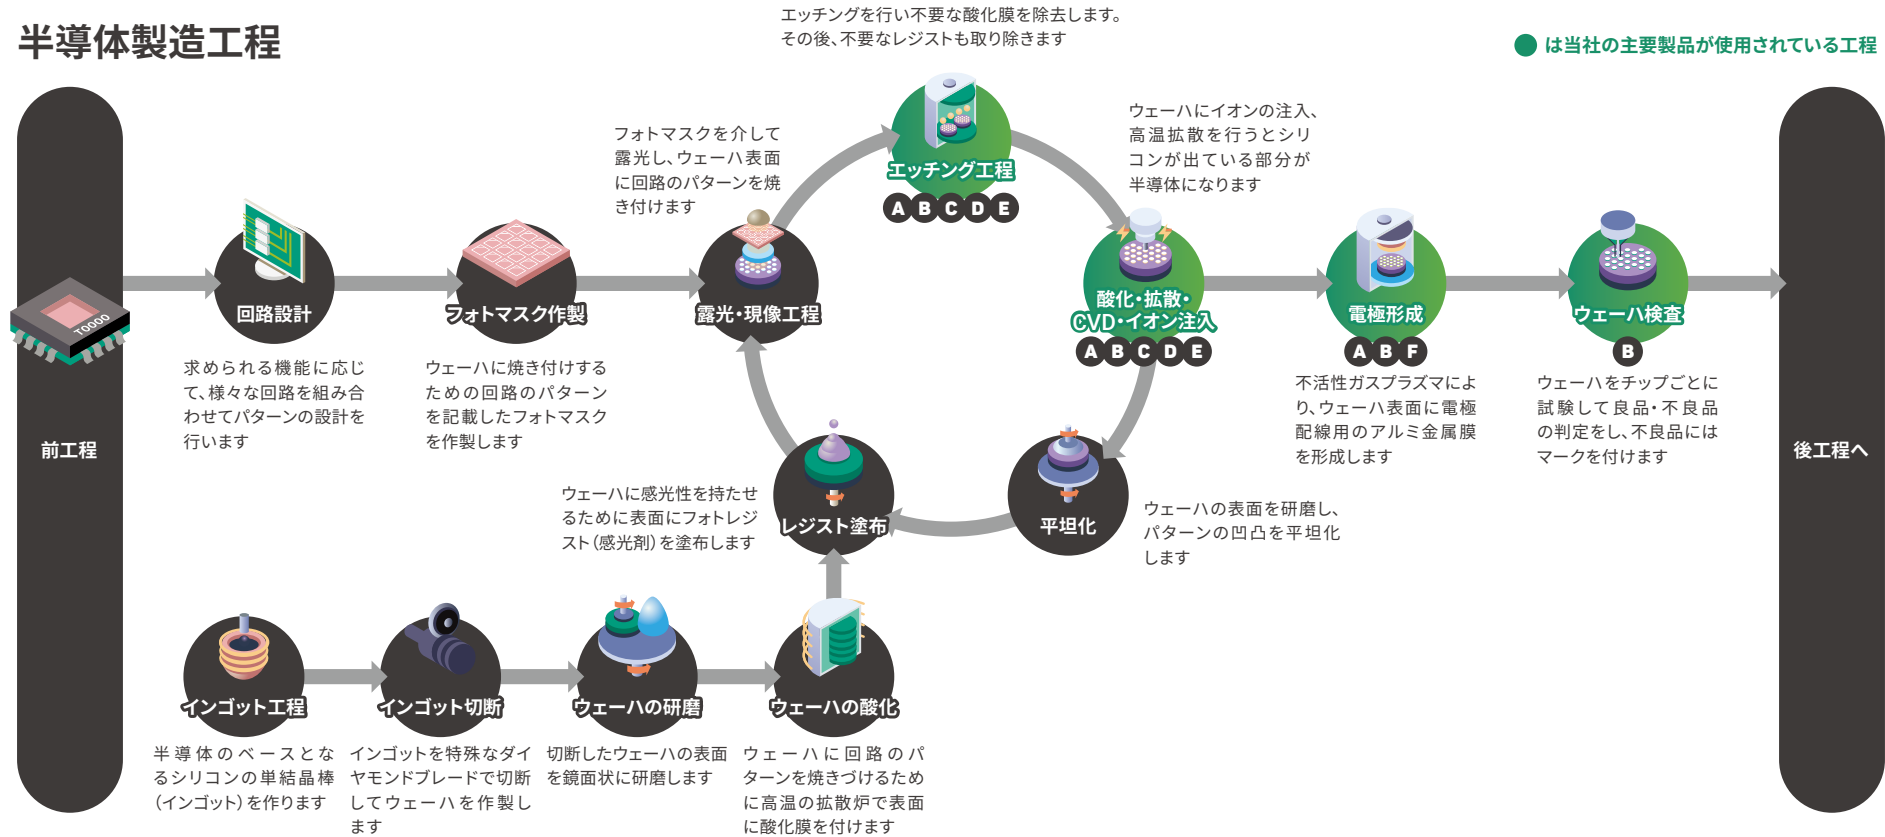 半導体製造工程
エッチングを行い不要な酸化膜を除去します。
その後、不要なレジストも取り除きます
は当社の主要製品が使用されている工程
前工程
T0000
回路設計
求められる機能に応じ
て、様々な回路を組み合
わせてパターンの設計を
行います
フォトマスク作製
ウェーハに焼き付けする
ための回路のパターン
を記載したフォトマスク
を作製します
フォトマスクを介して
露光し、ウェーハ表面
に回路のパターンを焼
き付けます
露光・現像工程
エッチング工程
A B C D E
ウェーハにイオンの注入、
高温拡散を行うとシリ
コンが出ている部分が
半導体になります
酸化・拡散・
CVD・イオン注入
A B C D E
電極形成
A B F
不活性ガスプラズマによ
り、ウェーハ表面に電極
配線用のアルミ金属膜
を形成します
ウェーハ検査
B
ウェーハをチップごとに
試験して良品・不良品
の判定をし、不良品には
マークを付けます
後工程へ
ウェーハに感光性を持たせ
るために表面にフォトレジ
スト（感光剤）を塗布します
レジスト塗布
平坦化
ウェーハの表面を研磨し、
パターンの凹凸を平坦化
します
インゴット工程
半導体のベースとな
るシリコンの単結晶棒
（インゴット）を作ります
インゴット切断
インゴットを特殊なダイ
ヤモンドブレードで切断
してウェーハを作製し
ます
ウェーハの研磨
切断したウェーハの表面
を鏡面状に研磨します
ウェーハの酸化
ウェーハに回路のパ
ターンを焼きづけるため
に高温の拡散炉で表面
に酸化膜を付けます